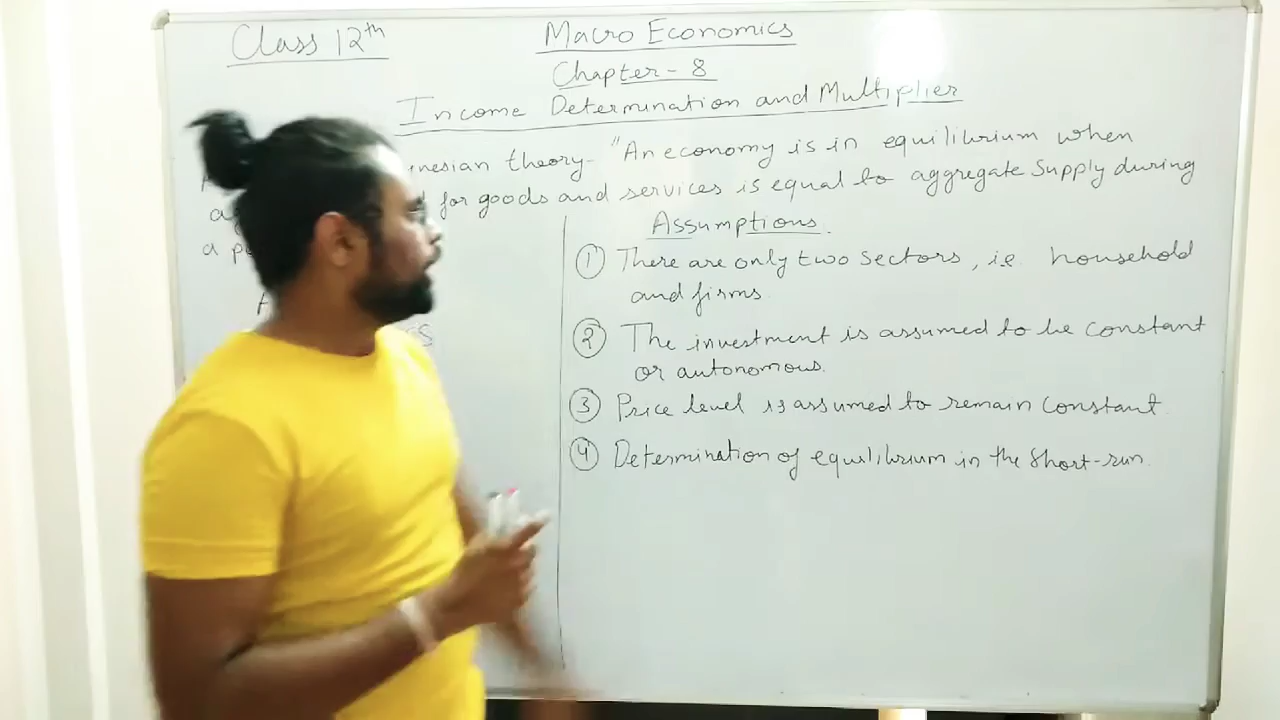 Class 12th
Macro Economics
Chapter - 8
Income Determination and Multiplier
theory- "An economy is in equilibrium when
for goods and services is equal to aggregate Supply during
a
Assumptions.
① There are only two sectors, i.e household
and firms.
② The investment is assumed to be constant
or autonomous.
③ Price level is assumed to remain constant.
④ Determination of equilibrium in the Short-run.